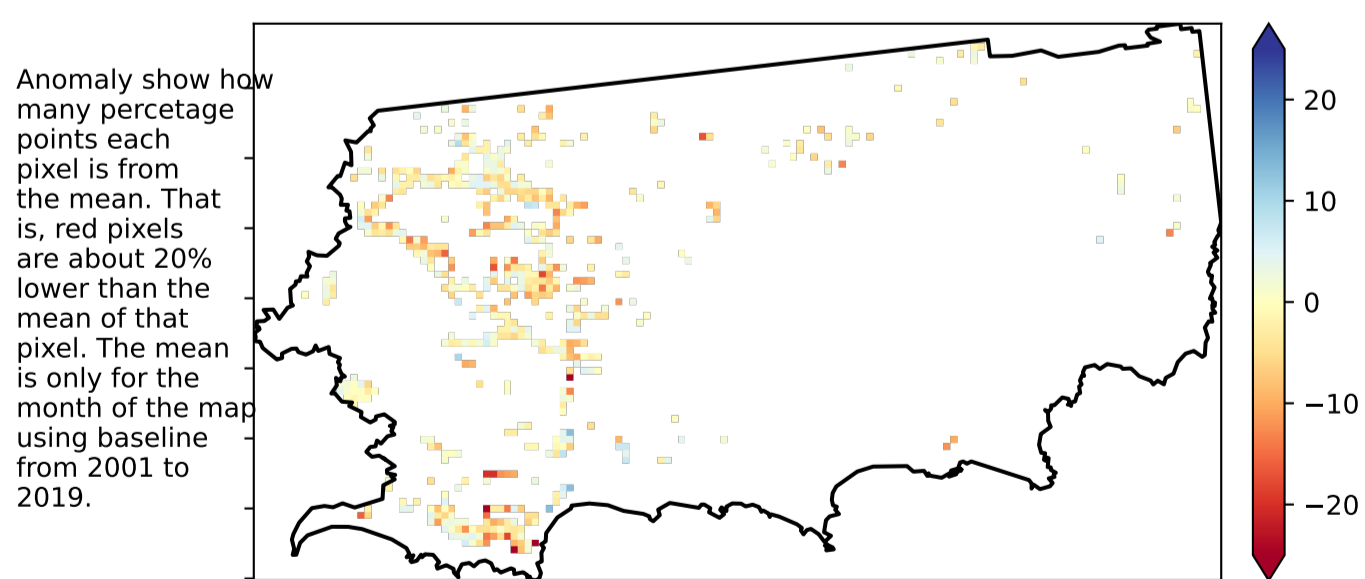 Anomaly show how
many percetage
points each
pixel is from
the mean. That
is, red pixels
are about 20%
lower than the
mean of that
pixel. The mean
is only for the
month of the map
using baseline
from 2001 to
2019.
20
10
0
−10
−20